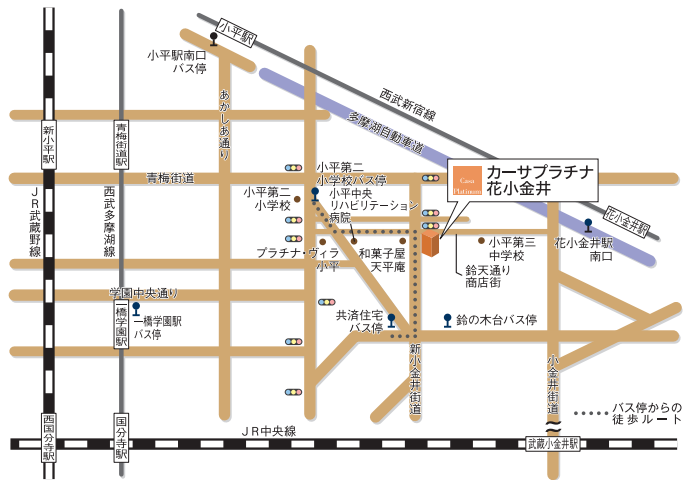 小平駅
小平駅南口
バス停
西武新宿線
多摩湖自動車道
あかしあ通り
新小平駅
青梅街道駅
青梅街道
小平第二
小学校バス停
Casa
Platinum
カーサプラチナ
花小金井
小平第二
小学校
小平中央
リハビリテーション
病院
花小金井駅
花小金井駅
南口
JR武蔵野線
西武多摩湖線
プラチナ・ヴィラ
小平
和菓子屋
天平庵
小平第三
中学校
鈴天通り
商店街
学園中央通り
一橋学園駅
一橋学園駅
バス停
共済住宅
バス停
鈴の木台バス停
新小金井街道
小金井街道
バス停からの
徒歩ルート
西国分寺駅
国分寺駅
JR中央線
武蔵小金井駅